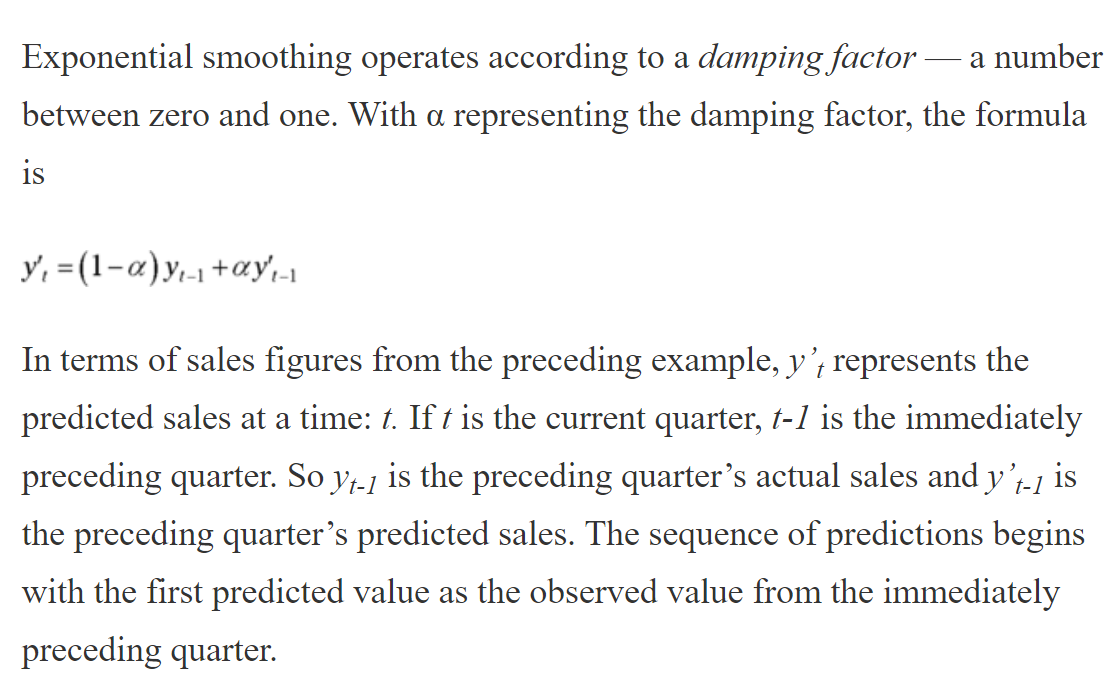 Exponential smoothing operates according to a damping factor — a number
between zero and one. With α representing the damping factor, the formula
is
y′ₜ =(1−α)yₜ₋₁+αy′ₜ₋₁
In terms of sales figures from the preceding example, y’ₜ represents the
predicted sales at a time: t. If t is the current quarter, t-1 is the immediately
preceding quarter. So yₜ₋₁ is the preceding quarter’s actual sales and y’ₜ₋₁ is
the preceding quarter’s predicted sales. The sequence of predictions begins
with the first predicted value as the observed value from the immediately
preceding quarter.